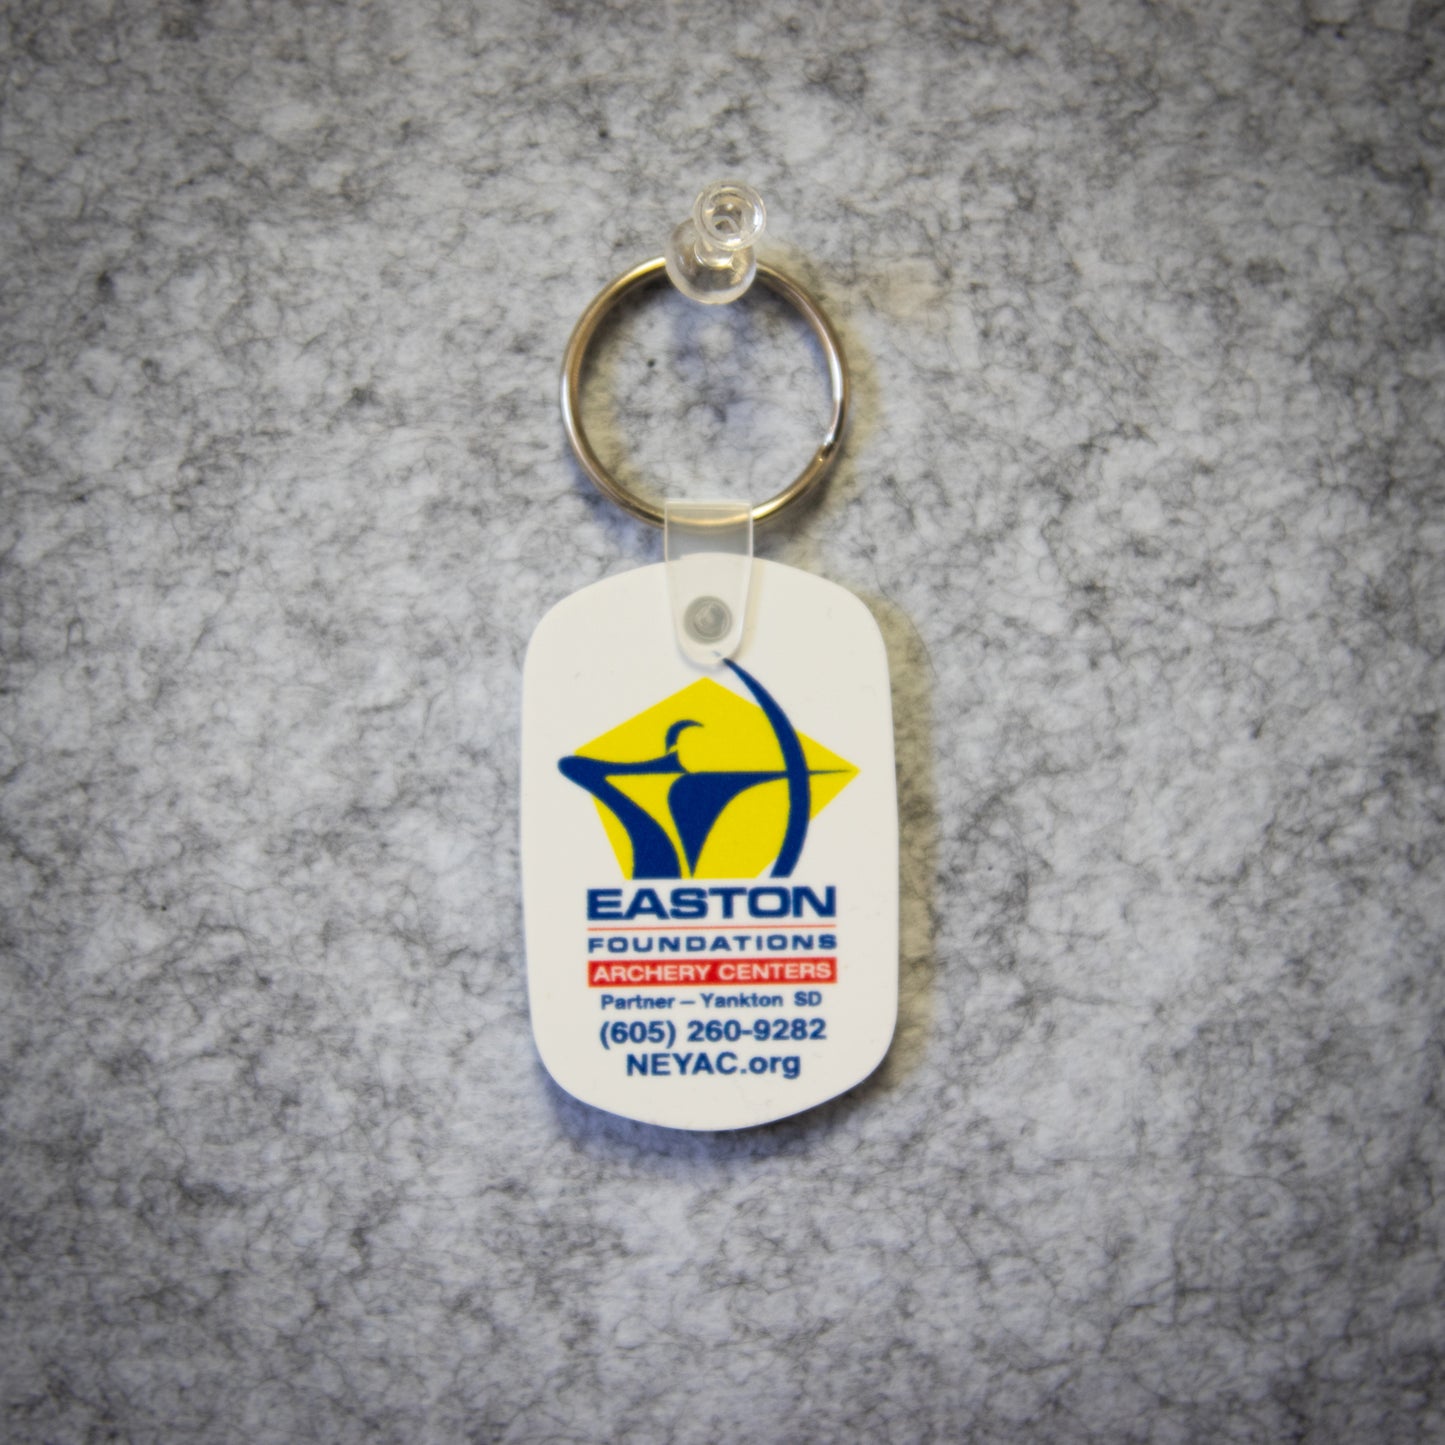 EASTON
FOUNDATIONS
ARCHERY CENTERS
Partner – Yankton SD
(605) 260-9282
NEYAC.org